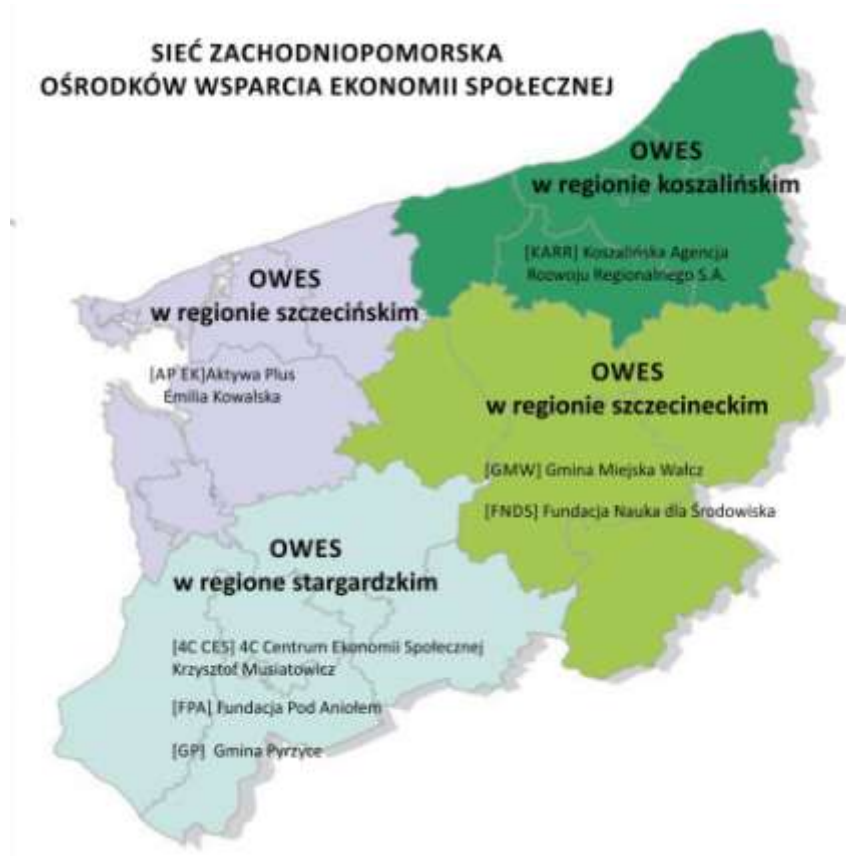 SIEĆ ZACHODNIOPOMORSKA
OŚRODKÓW WSPARCIA EKONOMII SPOŁECZNEJ
OWES
w regionie koszalińskim
[KARR] Koszalińska Agencja
Rozwoju Regionalnego S.A.
OWES
w regionie szczecińskim
[AP EK]Aktywa Plus
Emilia Kowalska
OWES
w regionie szczecineckim
[GMW] Gmina Miejska Wałcz
[FNDS] Fundacja Nauka dla Środowiska
OWES
w regione stargardzkim
[4C CES] 4C Centrum Ekonomii Społecznej
Krzysztof Musiatowicz
[FPA] Fundacja Pod Aniołem
[GP] Gmina Pyrzyce